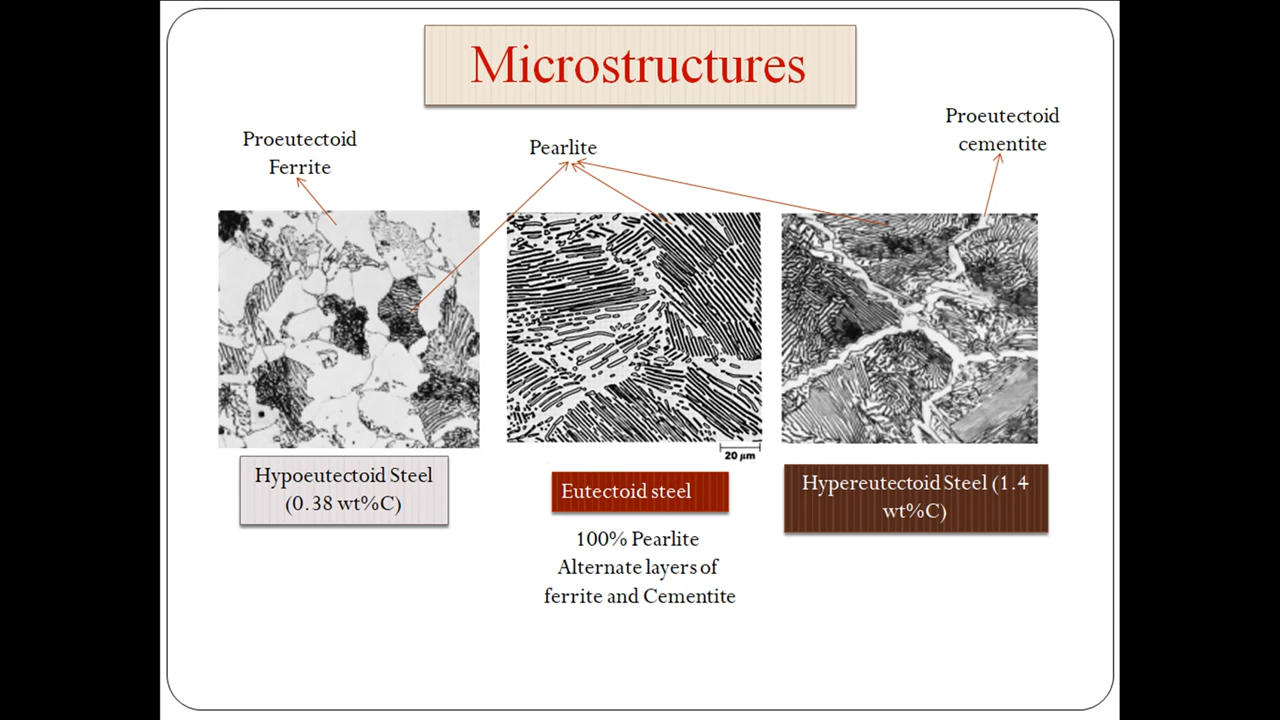 Microstructures
Proeutectoid
Ferrite
Pearlite
Proeutectoid
cementite
20 µm
Hypoeutectoid Steel
(0.38 wt%C)
Eutectoid steel
100% Pearlite
Alternate layers of
ferrite and Cementite
Hypereutectoid Steel (1.4
wt%C)